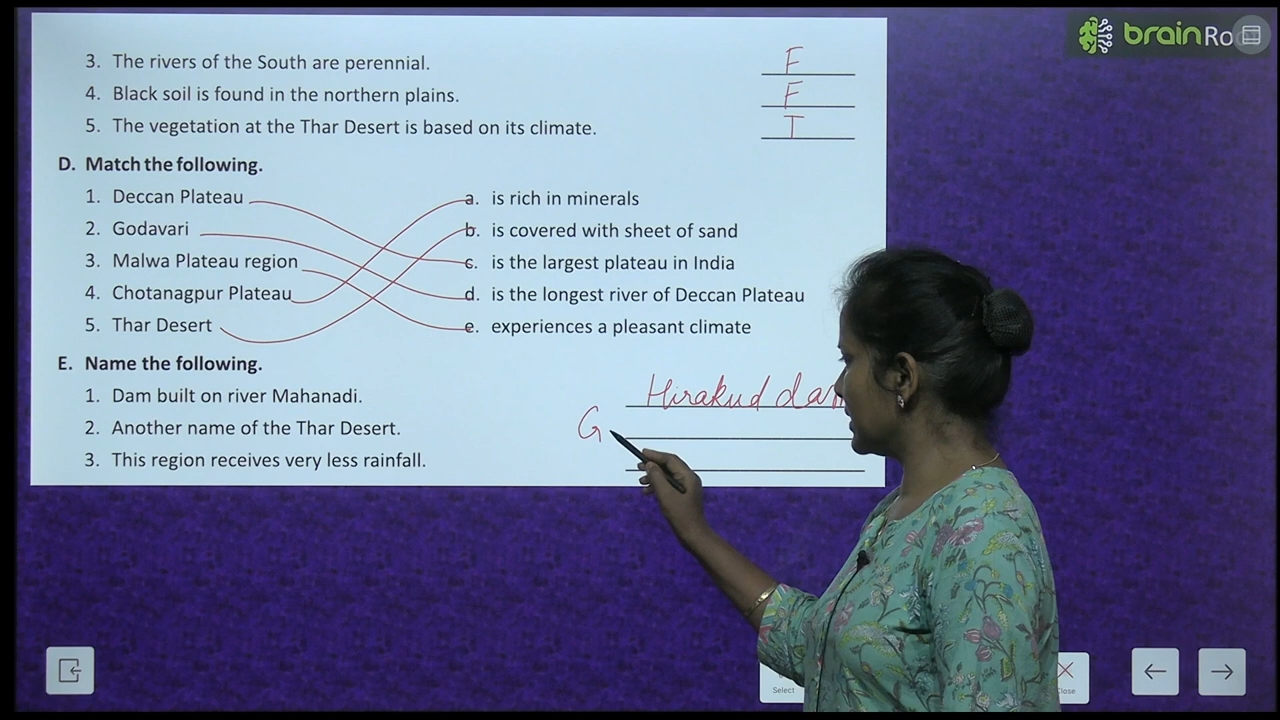 brainRo
3. The rivers of the South are perennial. F
4. Black soil is found in the northern plains. F
5. The vegetation at the Thar Desert is based on its climate. T
D. Match the following.
1. Deccan Plateau a. is rich in minerals
2. Godavari b. is covered with sheet of sand
3. Malwa Plateau region c. is the largest plateau in India
4. Chotanagpur Plateau d. is the longest river of Deccan Plateau
5. Thar Desert e. experiences a pleasant climate
E. Name the following.
1. Dam built on river Mahanadi. Hirakud dam
2. Another name of the Thar Desert. G
3. This region receives very less rainfall.
Select
Close